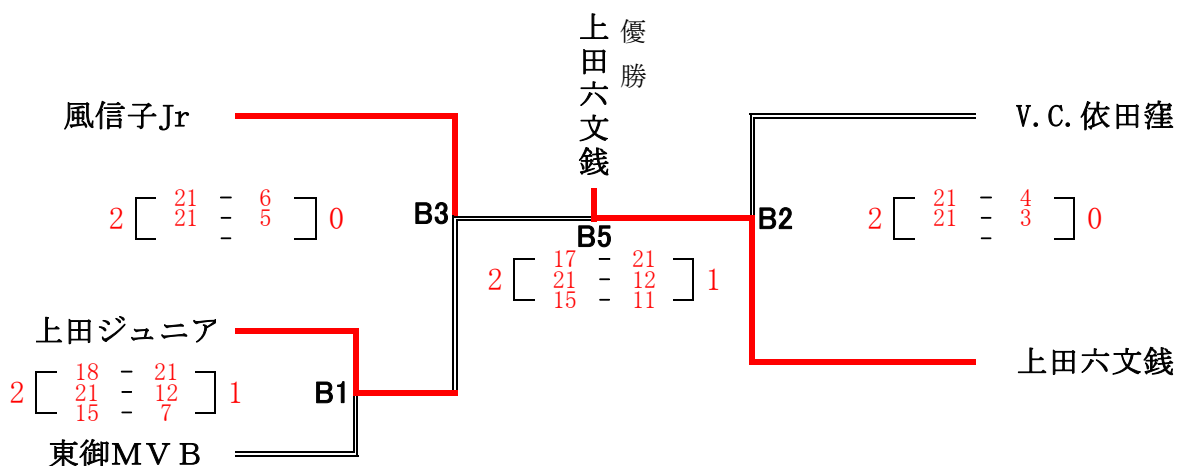 上田六文銭
優勝
風信子Jr
V.C.依田窪
2 21 - 6 0
21 - 5
-
B3
B2
2 21 - 4 0
21 - 3
-
B5
2 17 - 21 1
21 - 12
15 - 11
上田ジュニア
上田六文銭
2 18 - 21 1
21 - 12
15 - 7
B1
東御MVB